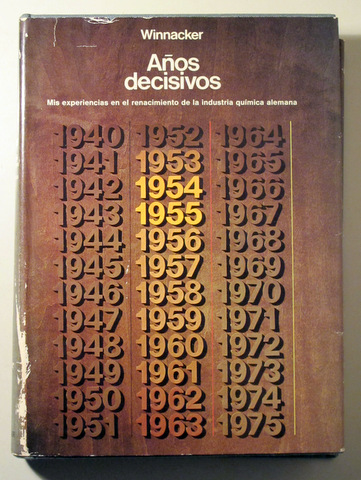 Winnacker
Años
decisivos
Mis experiencias en el renacimiento de la industria química alemana
1940 1952 1964
1941 1953 1965
1942 1954 1966
1943 1955 1967
1944 1956 1968
1945 1957 1969
1946 1958 1970
1947 1959 1971
1948 1960 1972
1949 1961 1973
1950 1962 1974
1951 1963 1975